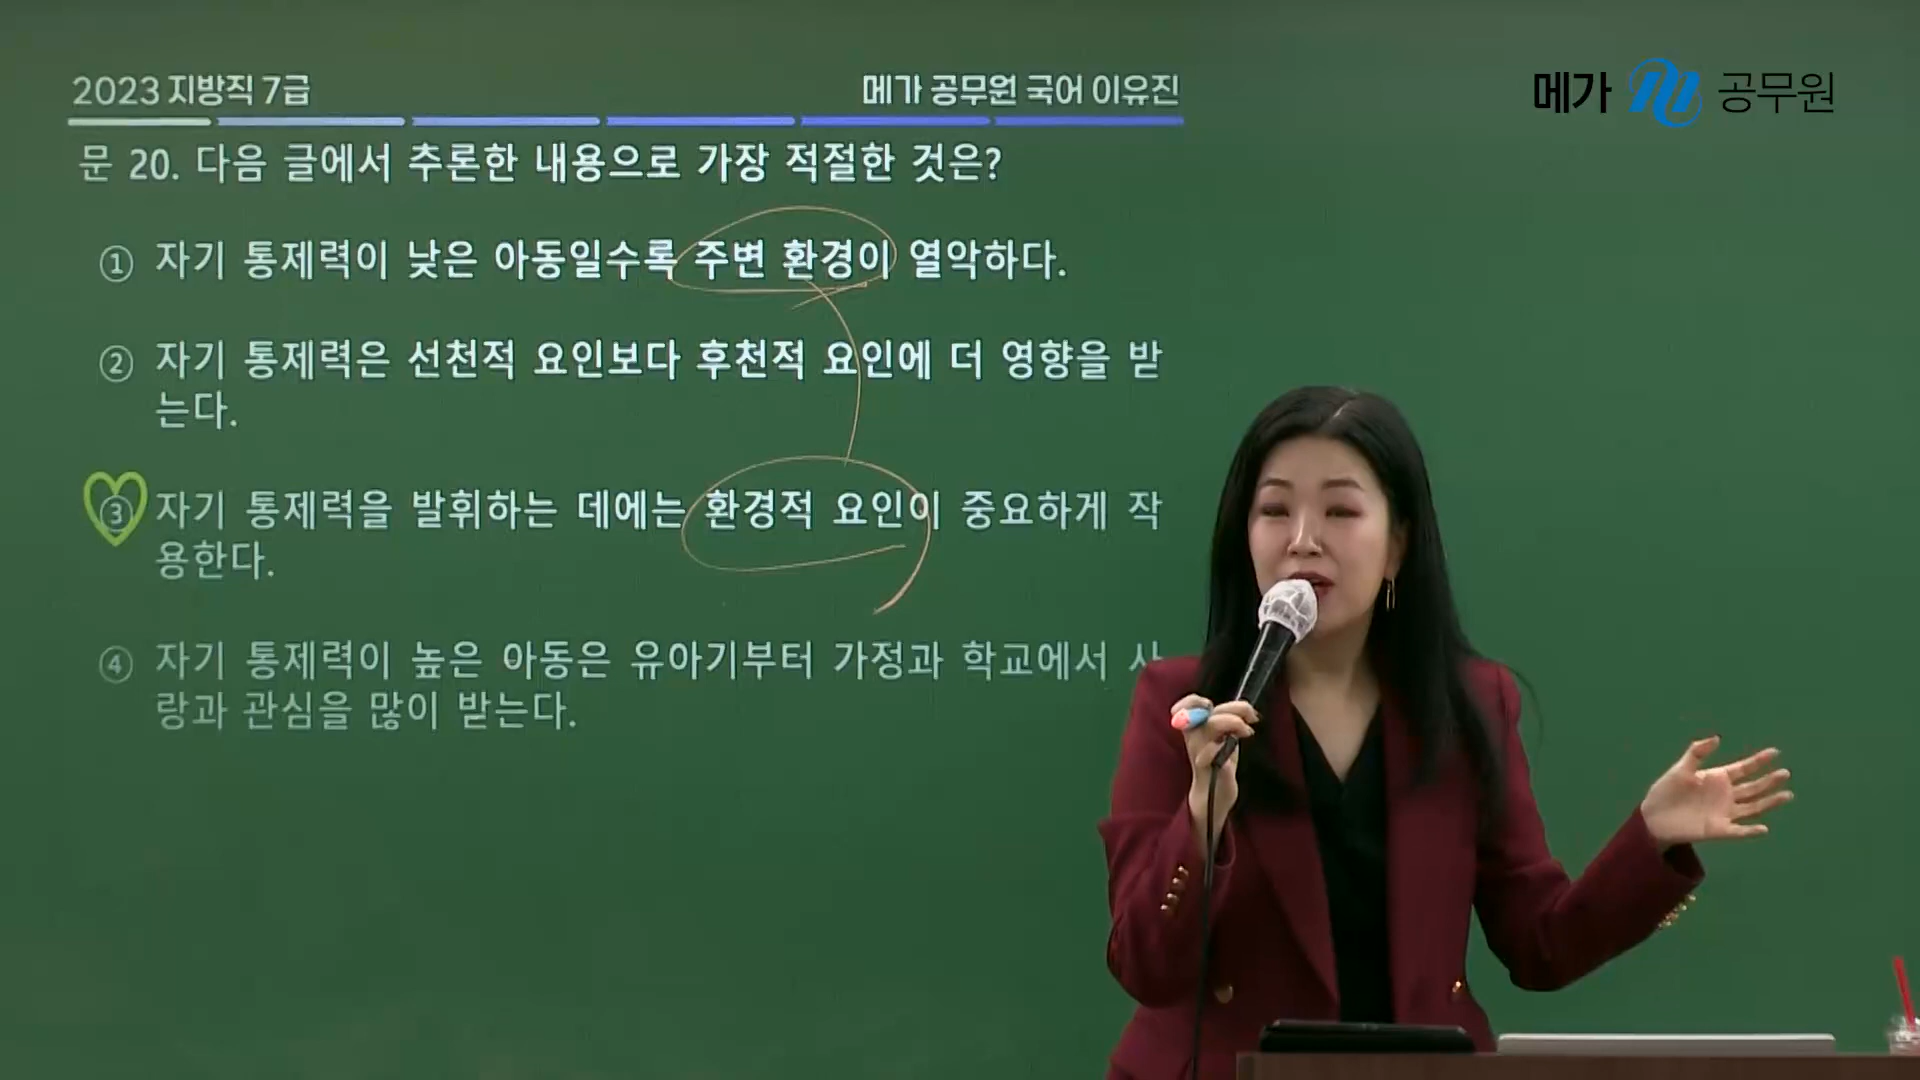 2023 지방직 7급
메가 공무원 국어 이유진
메가 공무원
문 20. 다음 글에서 추론한 내용으로 가장 적절한 것은?
① 자기 통제력이 낮은 아동일수록 주변 환경이 열악하다.
② 자기 통제력은 선천적 요인보다 후천적 요인에 더 영향을 받
는다.
③ 자기 통제력을 발휘하는 데에는 환경적 요인이 중요하게 작
용한다.
④ 자기 통제력이 높은 아동은 유아기부터 가정과 학교에서 사
랑과 관심을 많이 받는다.